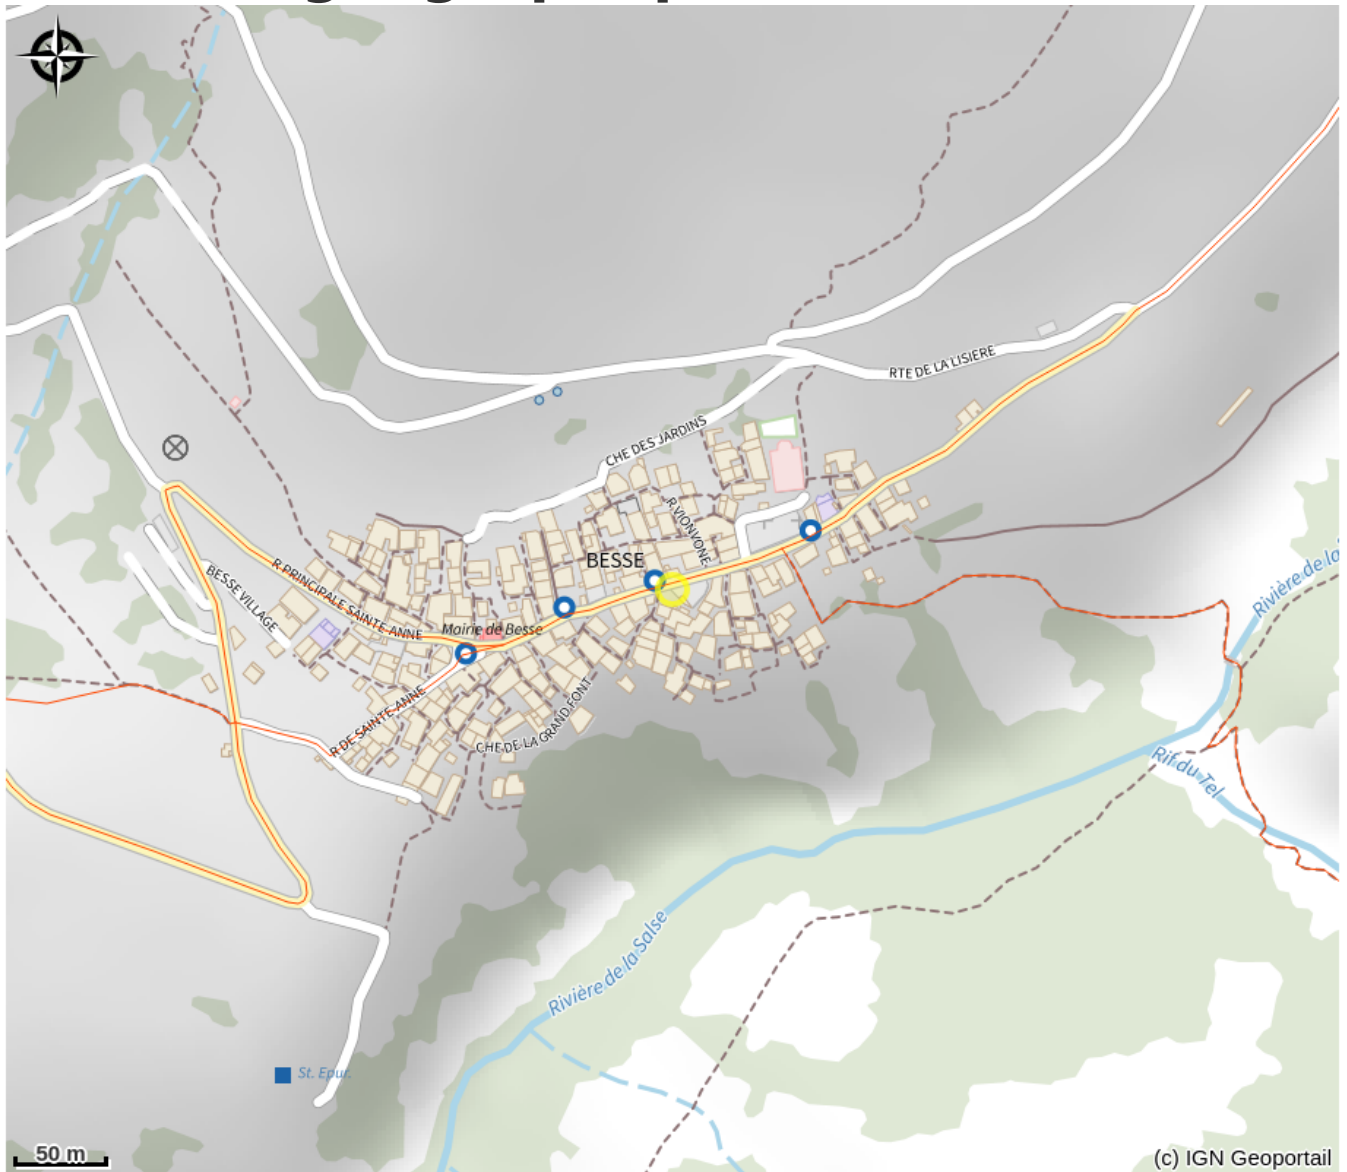 RTE DE LA LISIERE
CHE DES JARDINS
R VIONVONE
BESSE
R PRINCIPALE SAINTE ANNE
BESSE VILLAGE
Mairie de Besse
R DE SAINTE ANNE
CHE DE LA GRAND FONT
Rivière de la
Rif du Tel
Rivière de la Salse
St. Epur.
50 m
(c) IGN Geoportail